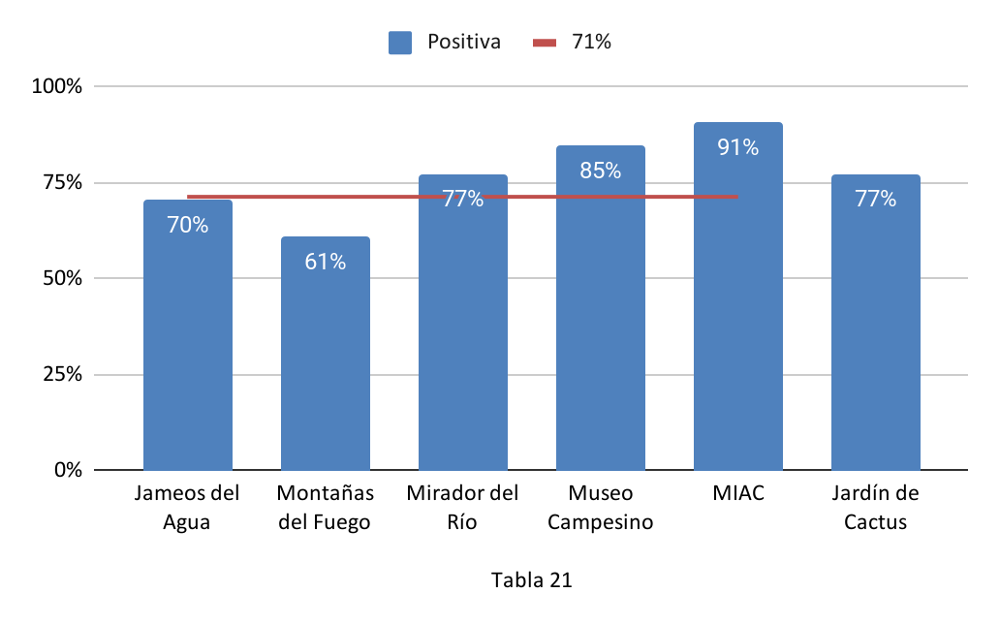 Positiva 71%
100%
75%
50%
25%
0%
70%
61%
77%
85%
91%
77%
Jameos del
Agua
Montañas
del Fuego
Mirador del
Río
Museo
Campesino
MIAC
Jardín de
Cactus
Tabla 21